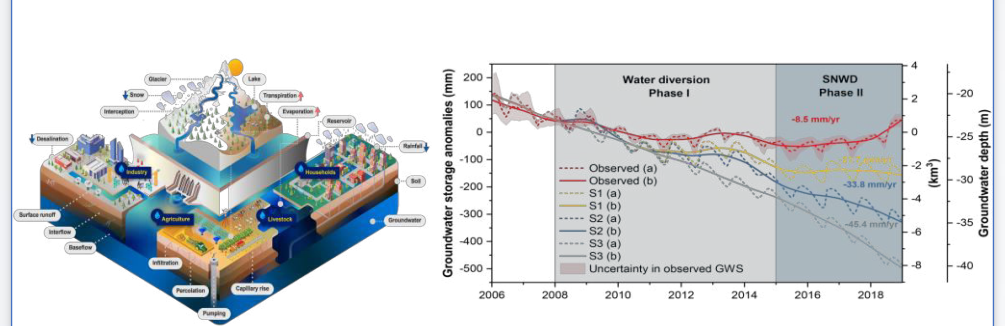 Glacier
Lake
Snow
Transpiration
Interception
Evaporation
Reservoir
Desalination
Rainfall
Industry
Households
Soil
Surface runoff
Agriculture
Livestock
Groundwater
Interflow
Baseflow
Infiltration
Percolation
Capillary rise
Pumping
Groundwater storage anomalies (mm)
200
100
0
-100
-200
-300
-400
-500
Water diversion
Phase I
SNWD
Phase II
-8.5 mm/yr
-33.8 mm/yr
-45.4 mm/yr
Observed (a)
Observed (b)
S1 (a)
S1 (b)
S2 (a)
S2 (b)
S3 (a)
S3 (b)
Uncertainty in observed GWS
2006
2008
2010
2012
2014
2016
2018
4
2
0
-2
-4
-6
-8
(km³)
-20
-25
-30
-35
-40
Groundwater depth (m)